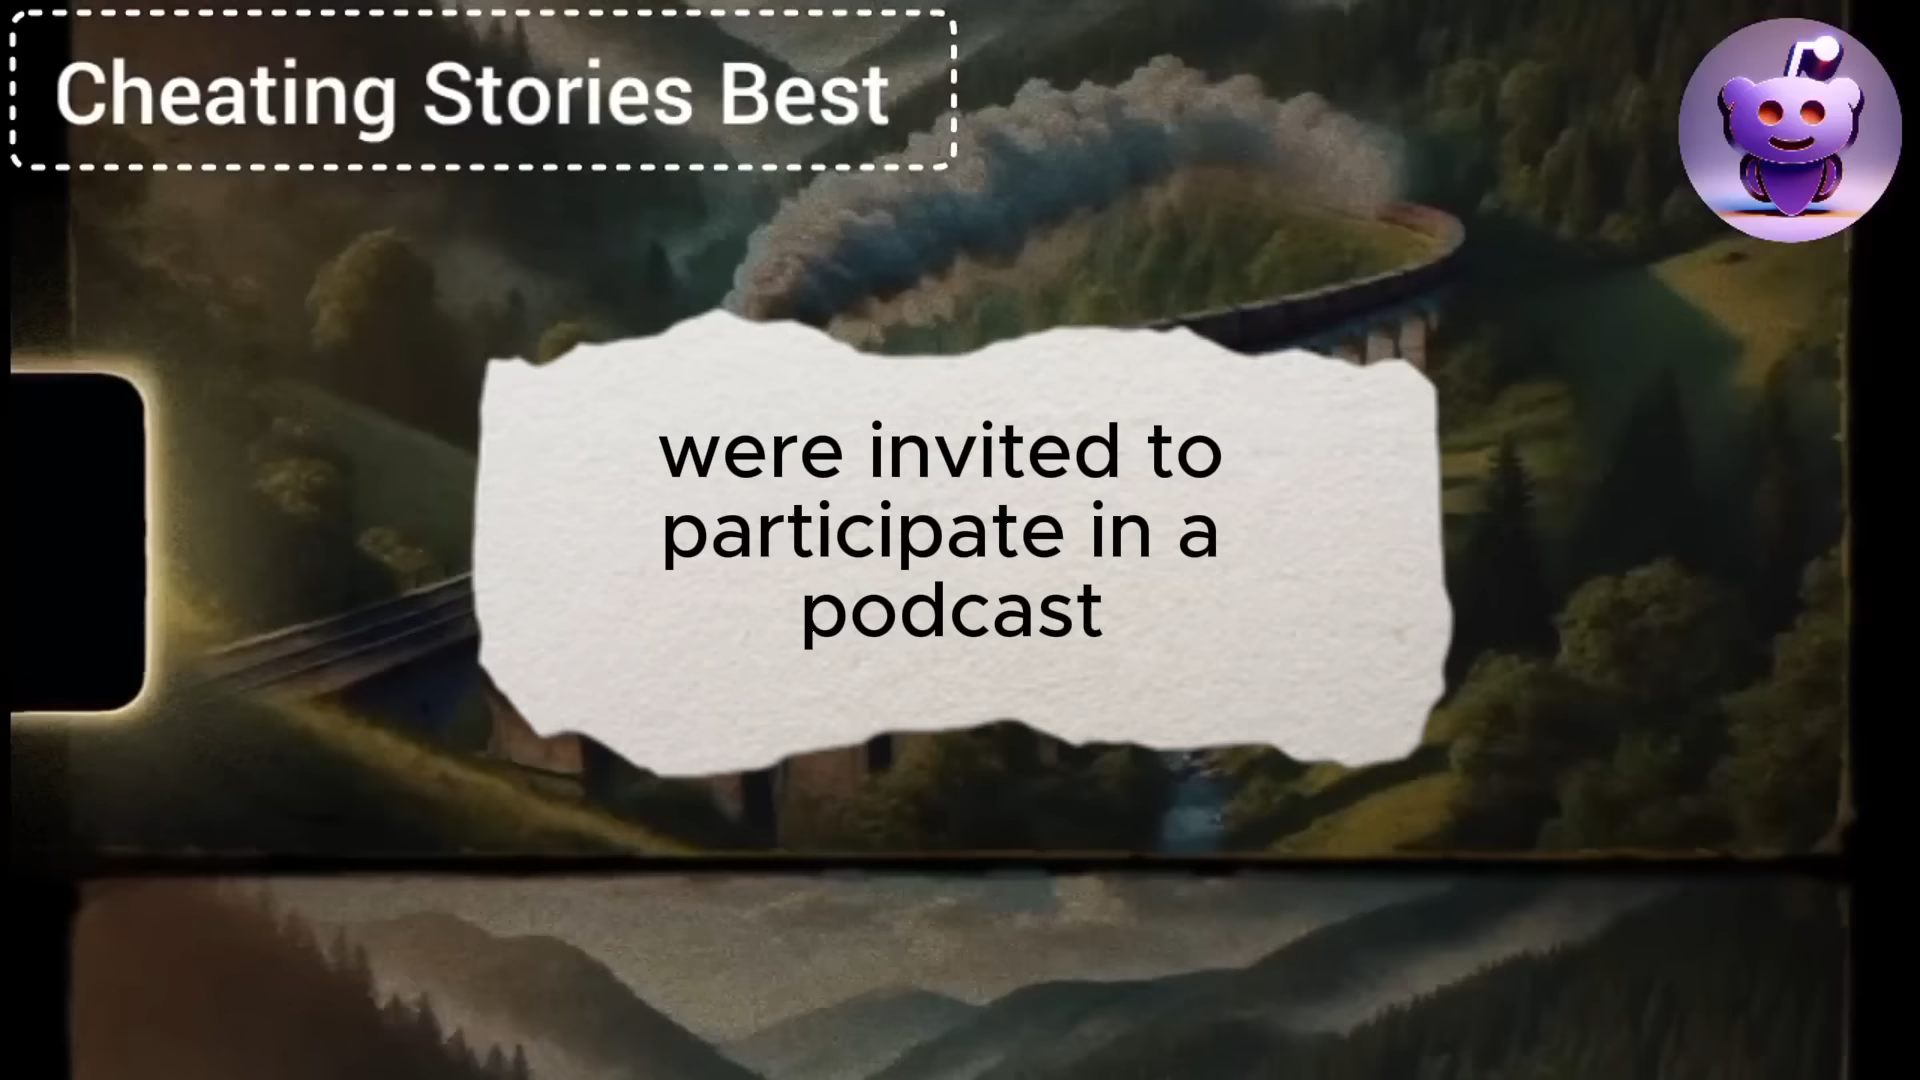 Cheating Stories Best
were invited to
participate in a
podcast